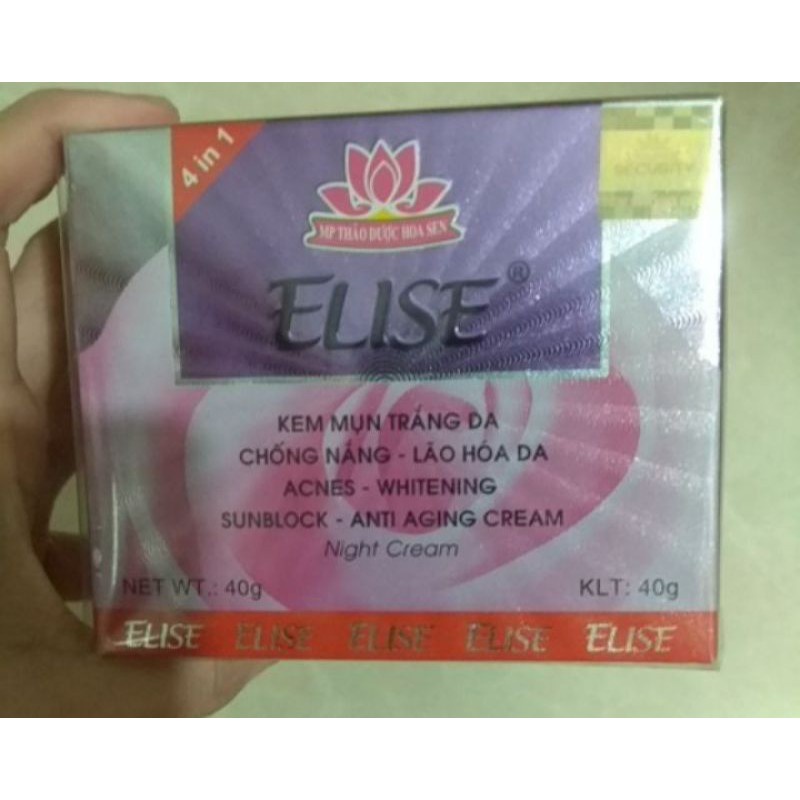 4 in 1
SECURITY
MP THẢO DƯỢC HOA SEN
ELISE®
KEM MỤN TRẮNG DA
CHỐNG NẮNG - LÃO HÓA DA
ACNES - WHITENING
SUNBLOCK - ANTI AGING CREAM
Night Cream
NET WT.: 40g KLT: 40g
ELISE ELISE ELISE ELISE ELISE